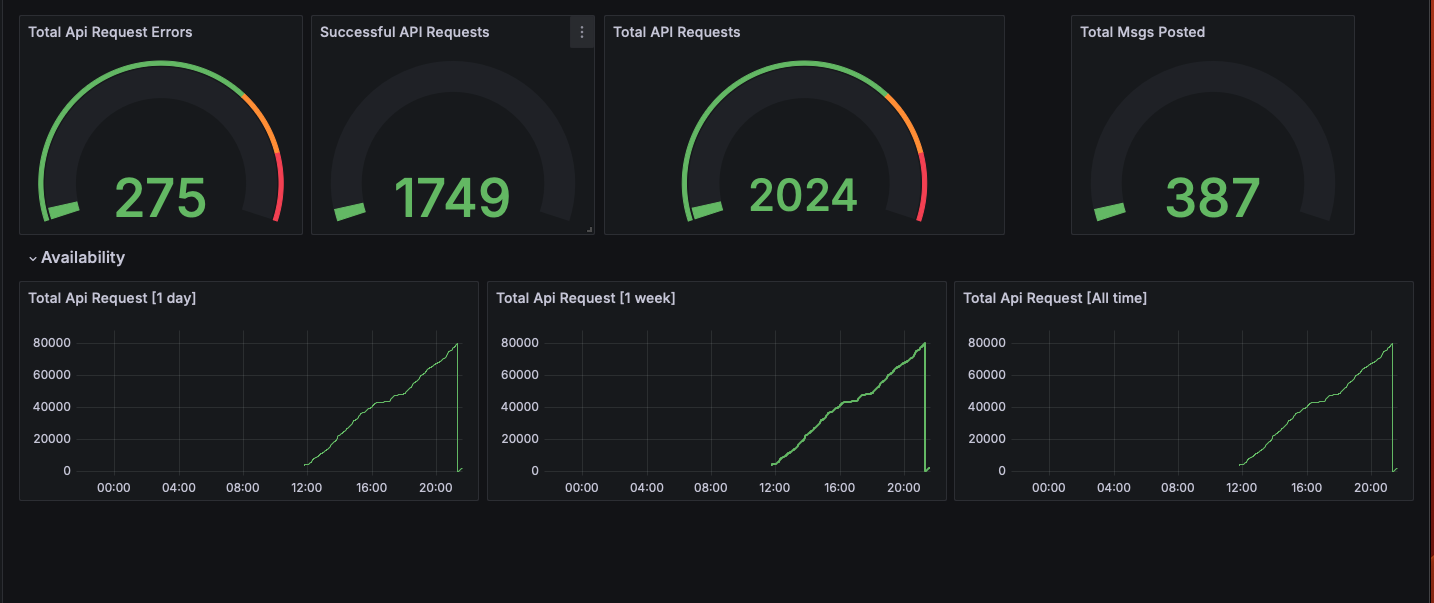 Total Api Request Errors
Successful API Requests
Total API Requests
Total Msgs Posted
275
1749
2024
387
Availability
Total Api Request [1 day]
80000
60000
40000
20000
0
00:00 04:00 08:00 12:00 16:00 20:00
Total Api Request [1 week]
80000
60000
40000
20000
0
00:00 04:00 08:00 12:00 16:00 20:00
Total Api Request [All time]
80000
60000
40000
20000
0
00:00 04:00 08:00 12:00 16:00 20:00